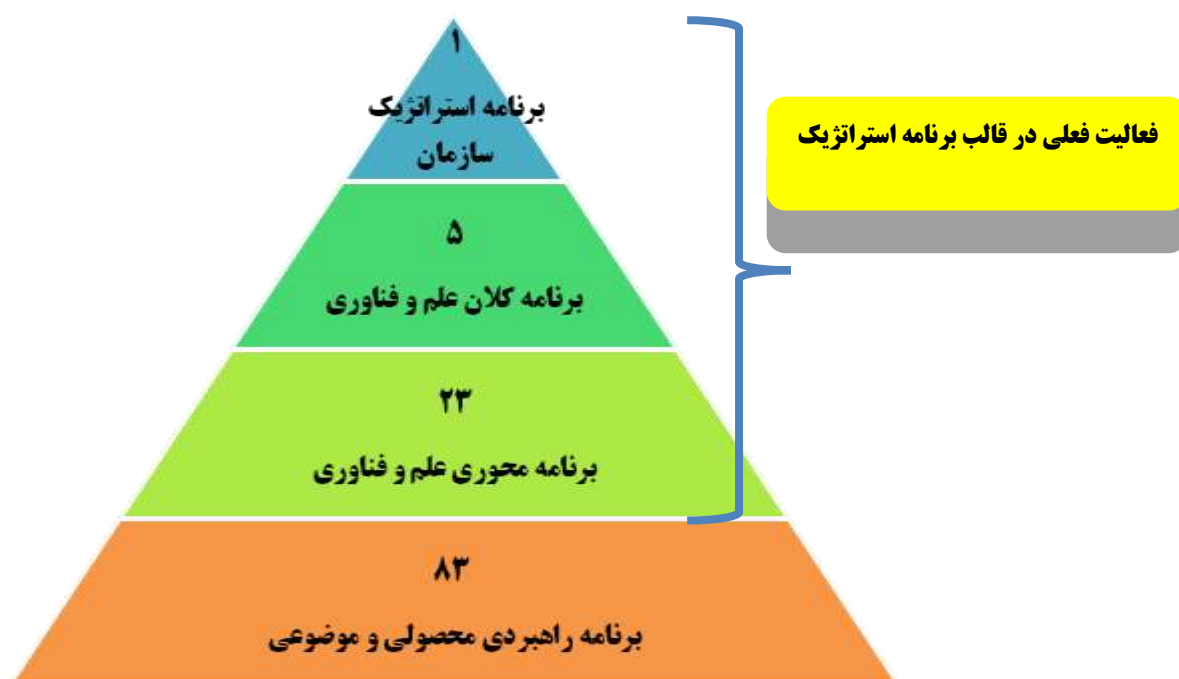 ۱
برنامه استراتژیک
سازمان
۵
برنامه کلان علم و فناوری
۲۳
برنامه محوری علم و فناوری
۸۳
برنامه راهبردی محصولی و موضوعی
فعالیت فعلی در قالب برنامه استراتژیک